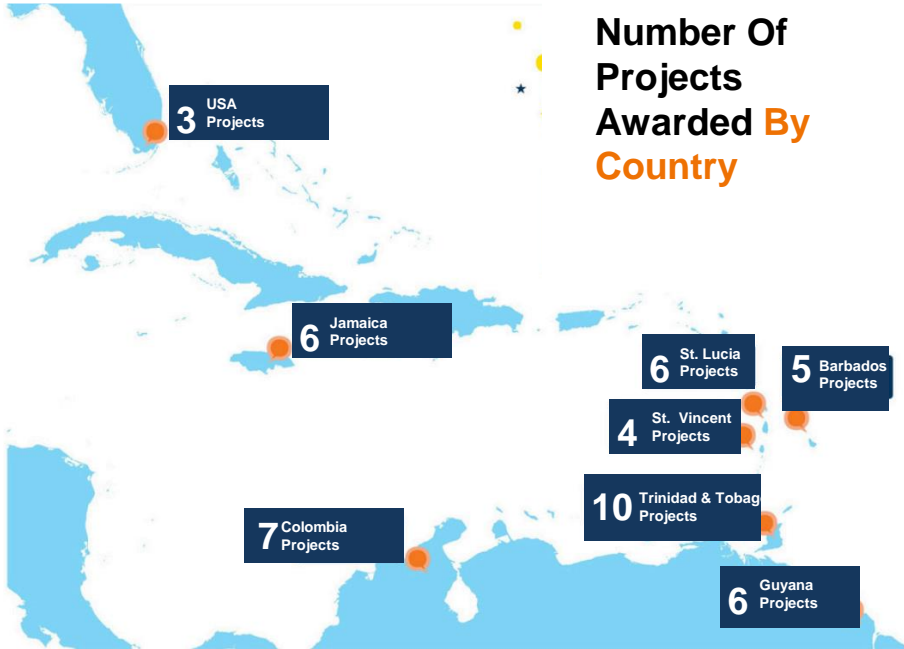 Number Of
Projects
Awarded By
Country
3 USA
Projects
6 Jamaica
Projects
6 St. Lucia
Projects
5 Barbados
Projects
4 St. Vincent
Projects
10 Trinidad & Tobag
Projects
7 Colombia
Projects
6 Guyana
Projects